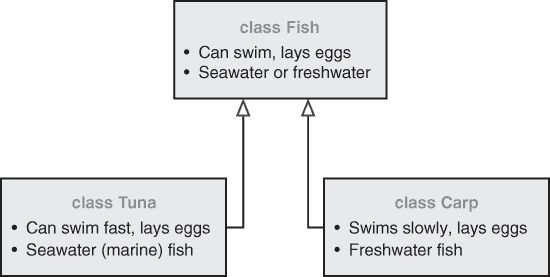 class Fish
• Can swim, lays eggs
• Seawater or freshwater
class Tuna
• Can swim fast, lays eggs
• Seawater (marine) fish
class Carp
• Swims slowly, lays eggs
• Freshwater fish